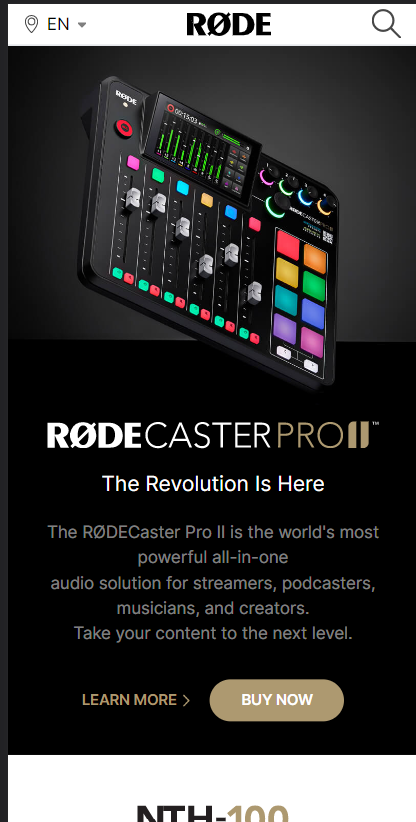 EN
RØDE
RØDE
RØDECASTER PRO II™
The Revolution Is Here
The RØDECaster Pro II is the world's most
powerful all-in-one
audio solution for streamers, podcasters,
musicians, and creators.
Take your content to the next level.
LEARN MORE >
BUY NOW
NTH-100